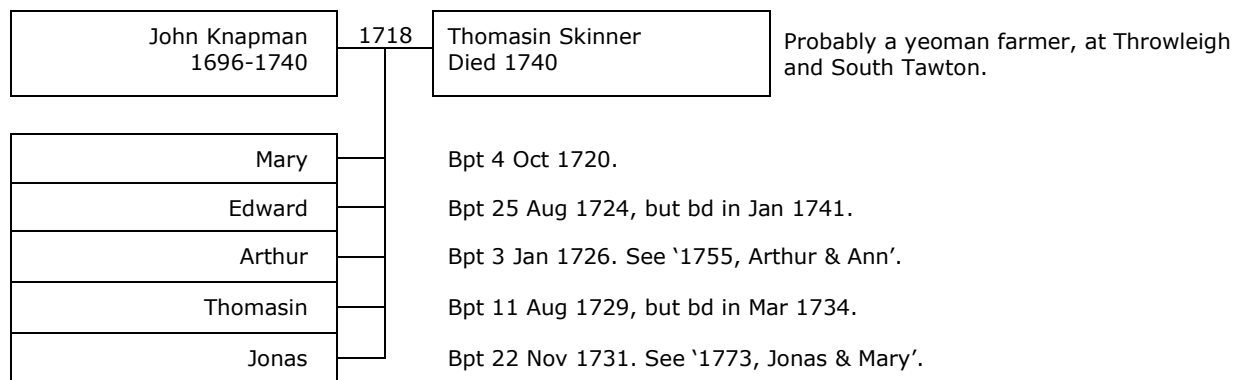 John Knapman
1696-1740
1718
Thomasin Skinner
Died 1740
Probably a yeoman farmer, at Throwleigh
and South Tawton.
Mary
Bpt 4 Oct 1720.
Edward
Bpt 25 Aug 1724, but bd in Jan 1741.
Arthur
Bpt 3 Jan 1726. See ‘1755, Arthur & Ann’.
Thomasin
Bpt 11 Aug 1729, but bd in Mar 1734.
Jonas
Bpt 22 Nov 1731. See ‘1773, Jonas & Mary’.